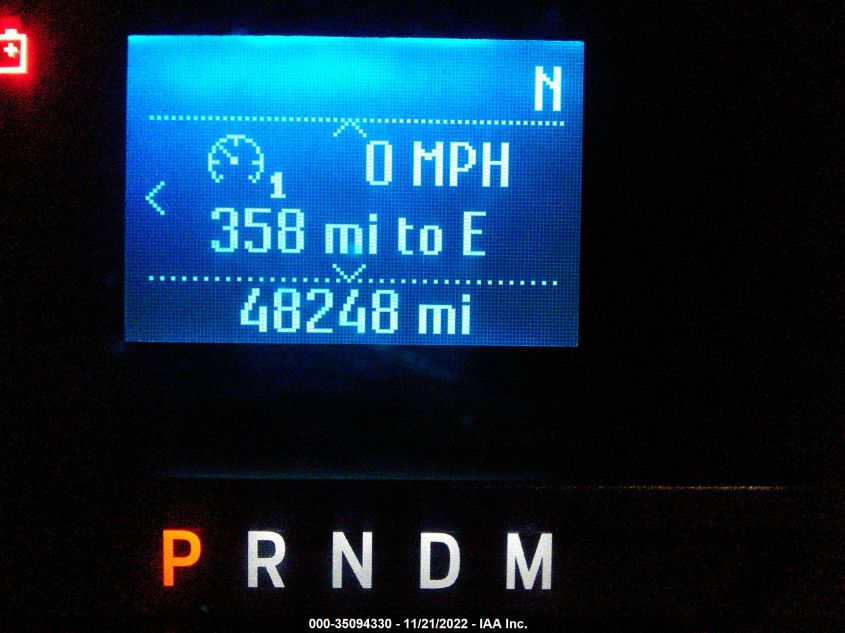 N
0 MPH
1
358 mi to E
48248 mi
P R N D M
000-35094330 - 11/21/2022 - IAA Inc.